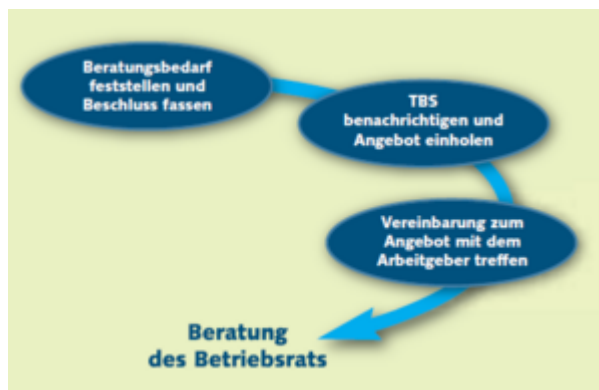 Beratungsbedarf
feststellen und
Beschluss fassen
TBS
benachrichtigen und
Angebot einholen
Vereinbarung zum
Angebot mit dem
Arbeitgeber treffen
Beratung
des Betriebsrats